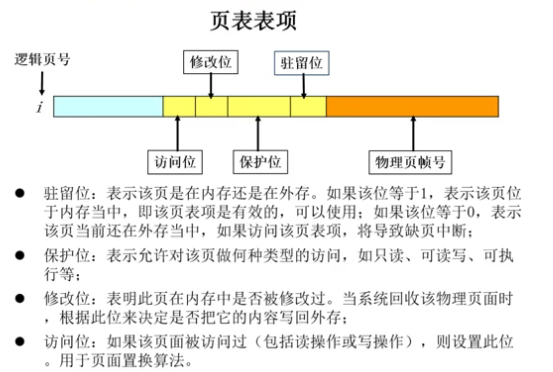 页表表项
逻辑页号
修改位
驻留位
i
访问位
保护位
物理页帧号
● 驻留位：表示该页是在内存还是在外存。如果该位等于1，表示该页位
于内存当中，即该页表项是有效的，可以使用；如果该位等于0，表示
该页当前还在外存当中，如果访问该页表项，将导致缺页中断；
● 保护位：表示允许对该页做何种类型的访问，如只读、可读写、可执
行等；
● 修改位：表明此页在内存中是否被修改过。当系统回收该物理页面时
，根据此位来决定是否把它的内容写回外存；
● 访问位：如果该页面被访问过（包括读操作或写操作），则设置此位
。用于页面置换算法。